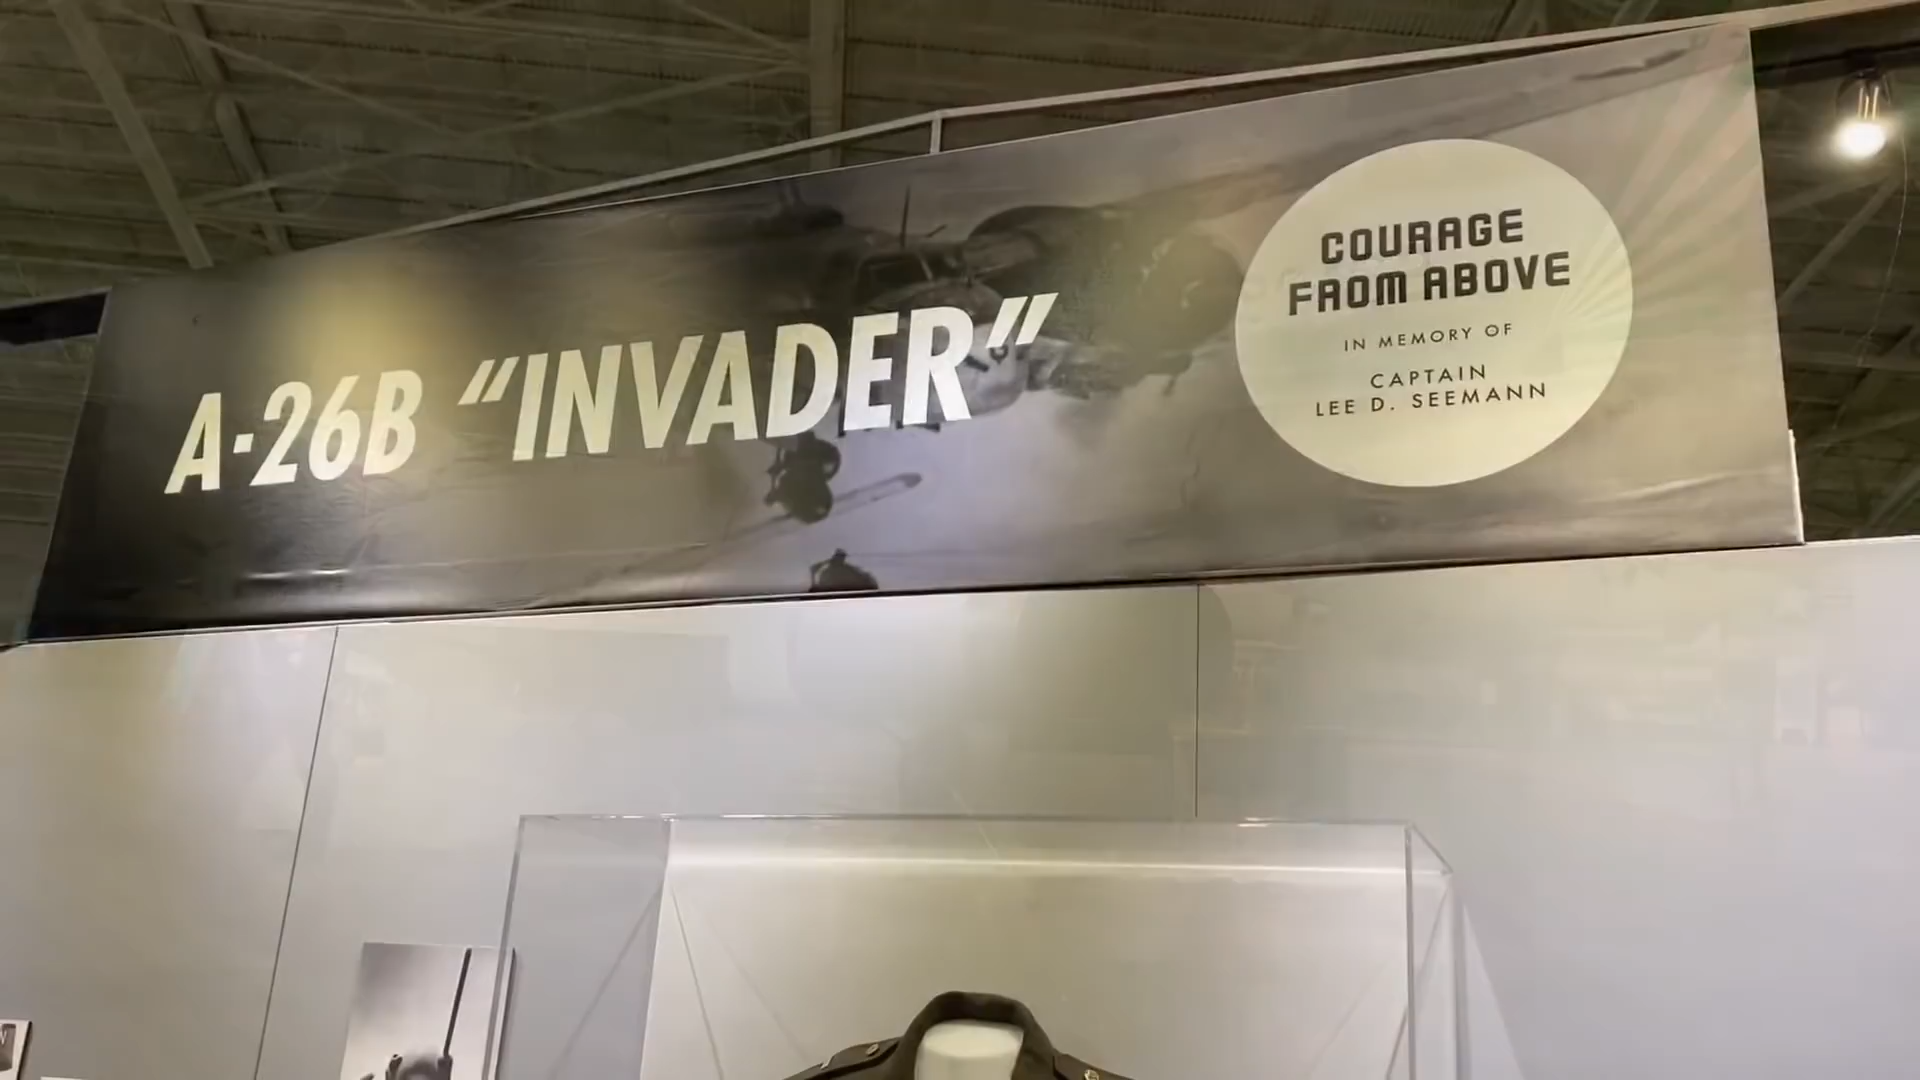 A-26B “INVADER”
COURAGE
FROM ABOVE
IN MEMORY OF
CAPTAIN
LEE D. SEEMANN